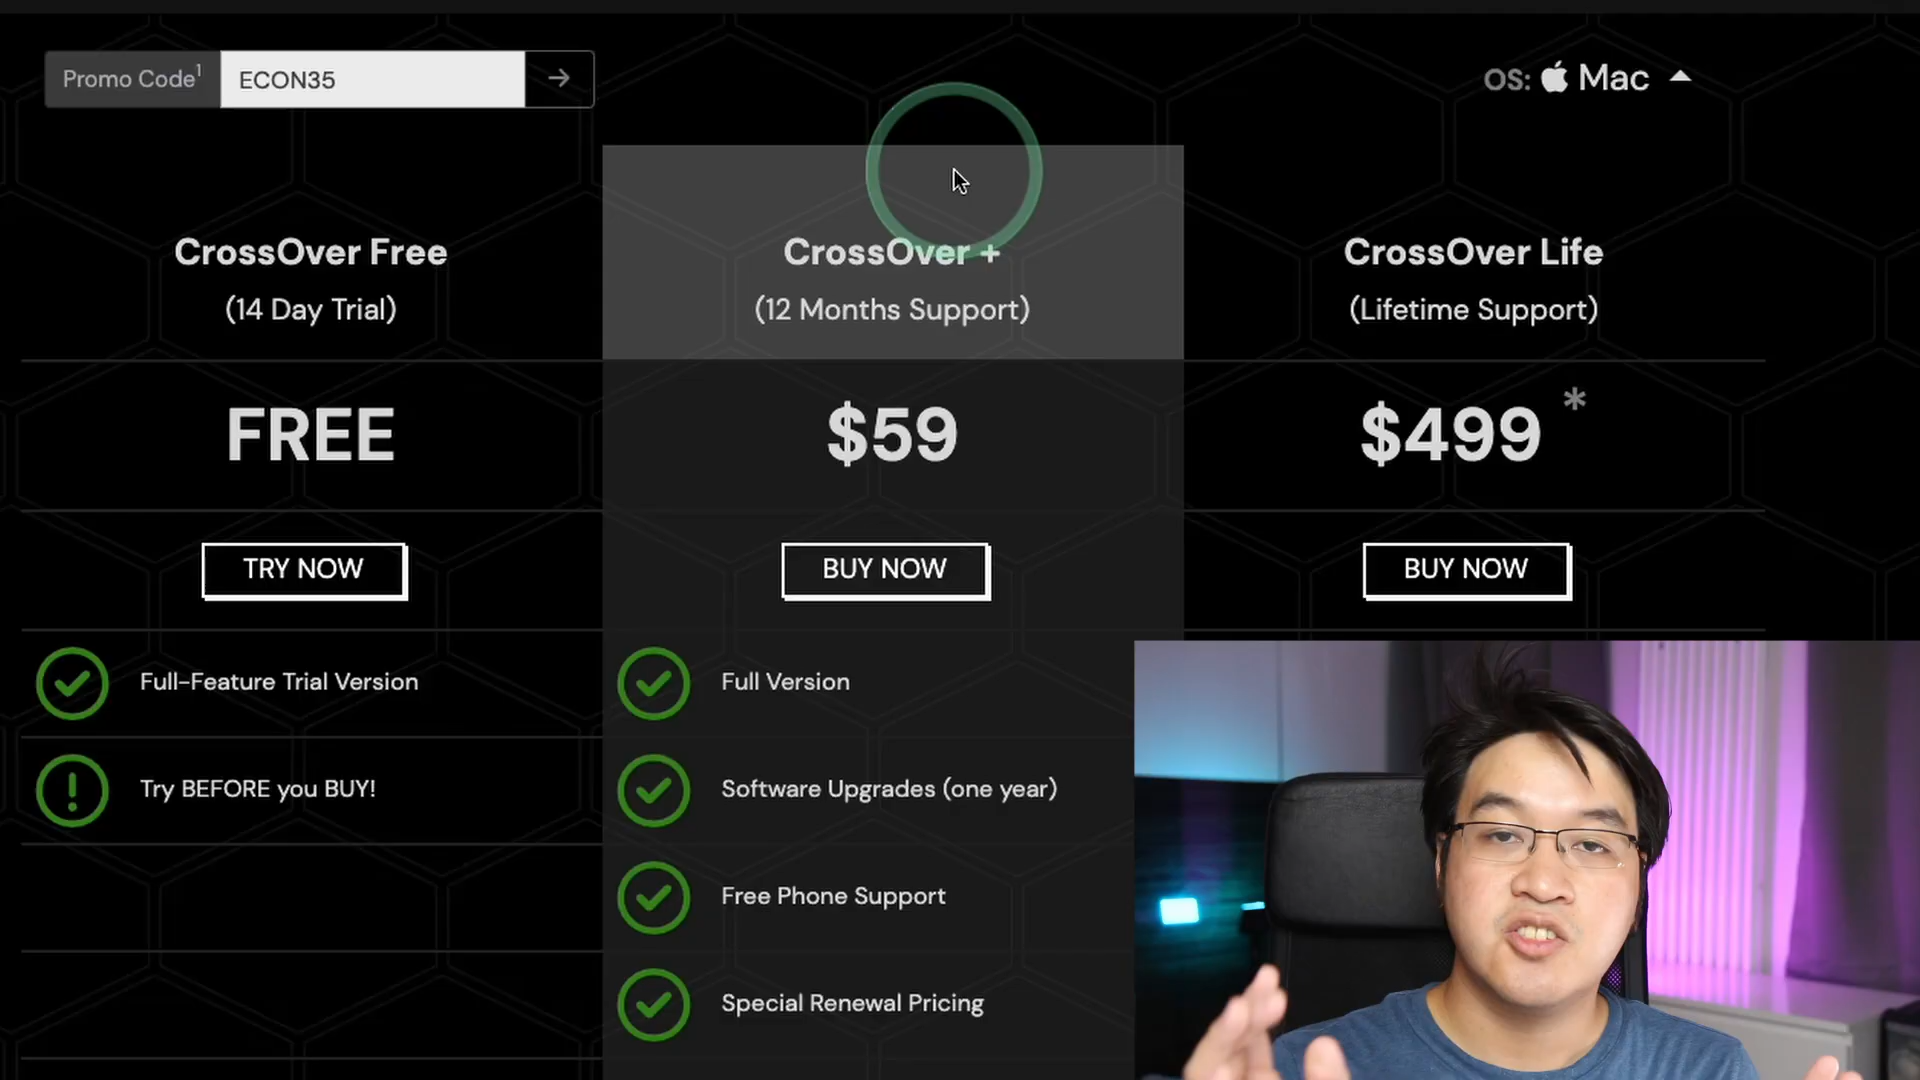 Promo Code1
ECON35
OS: Mac
CrossOver Free
(14 Day Trial)
CrossOver +
(12 Months Support)
CrossOver Life
(Lifetime Support)
FREE
$59
$499 *
TRY NOW
BUY NOW
BUY NOW
Full-Feature Trial Version
Full Version
Try BEFORE you BUY!
Software Upgrades (one year)
Free Phone Support
Special Renewal Pricing